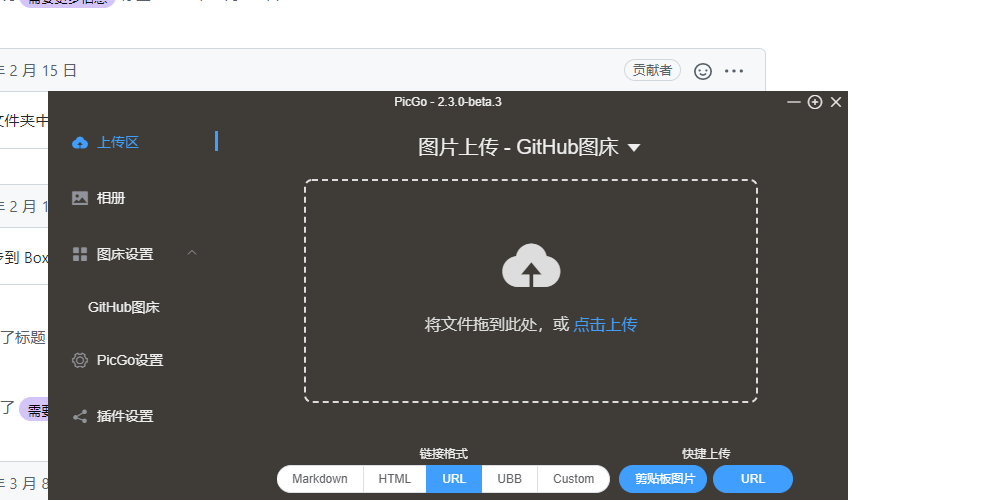 需要更多信息
年 2 月 15 日
贡献者
PicGo - 2.3.0-beta.3
文件夹中
上传区
图片上传 - GitHub图床
相册
年 2 月 1
图床设置
步到 Box
GitHub图床
将文件拖到此处，或 点击上传
了标题
PicGo设置
了 需要
插件设置
链接格式
快捷上传
年 3 月 8
Markdown HTML URL UBB Custom
剪贴板图片 URL